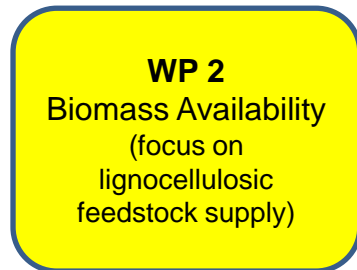 WP 2
Biomass Availability
(focus on
lignocellulosic
feedstock supply)